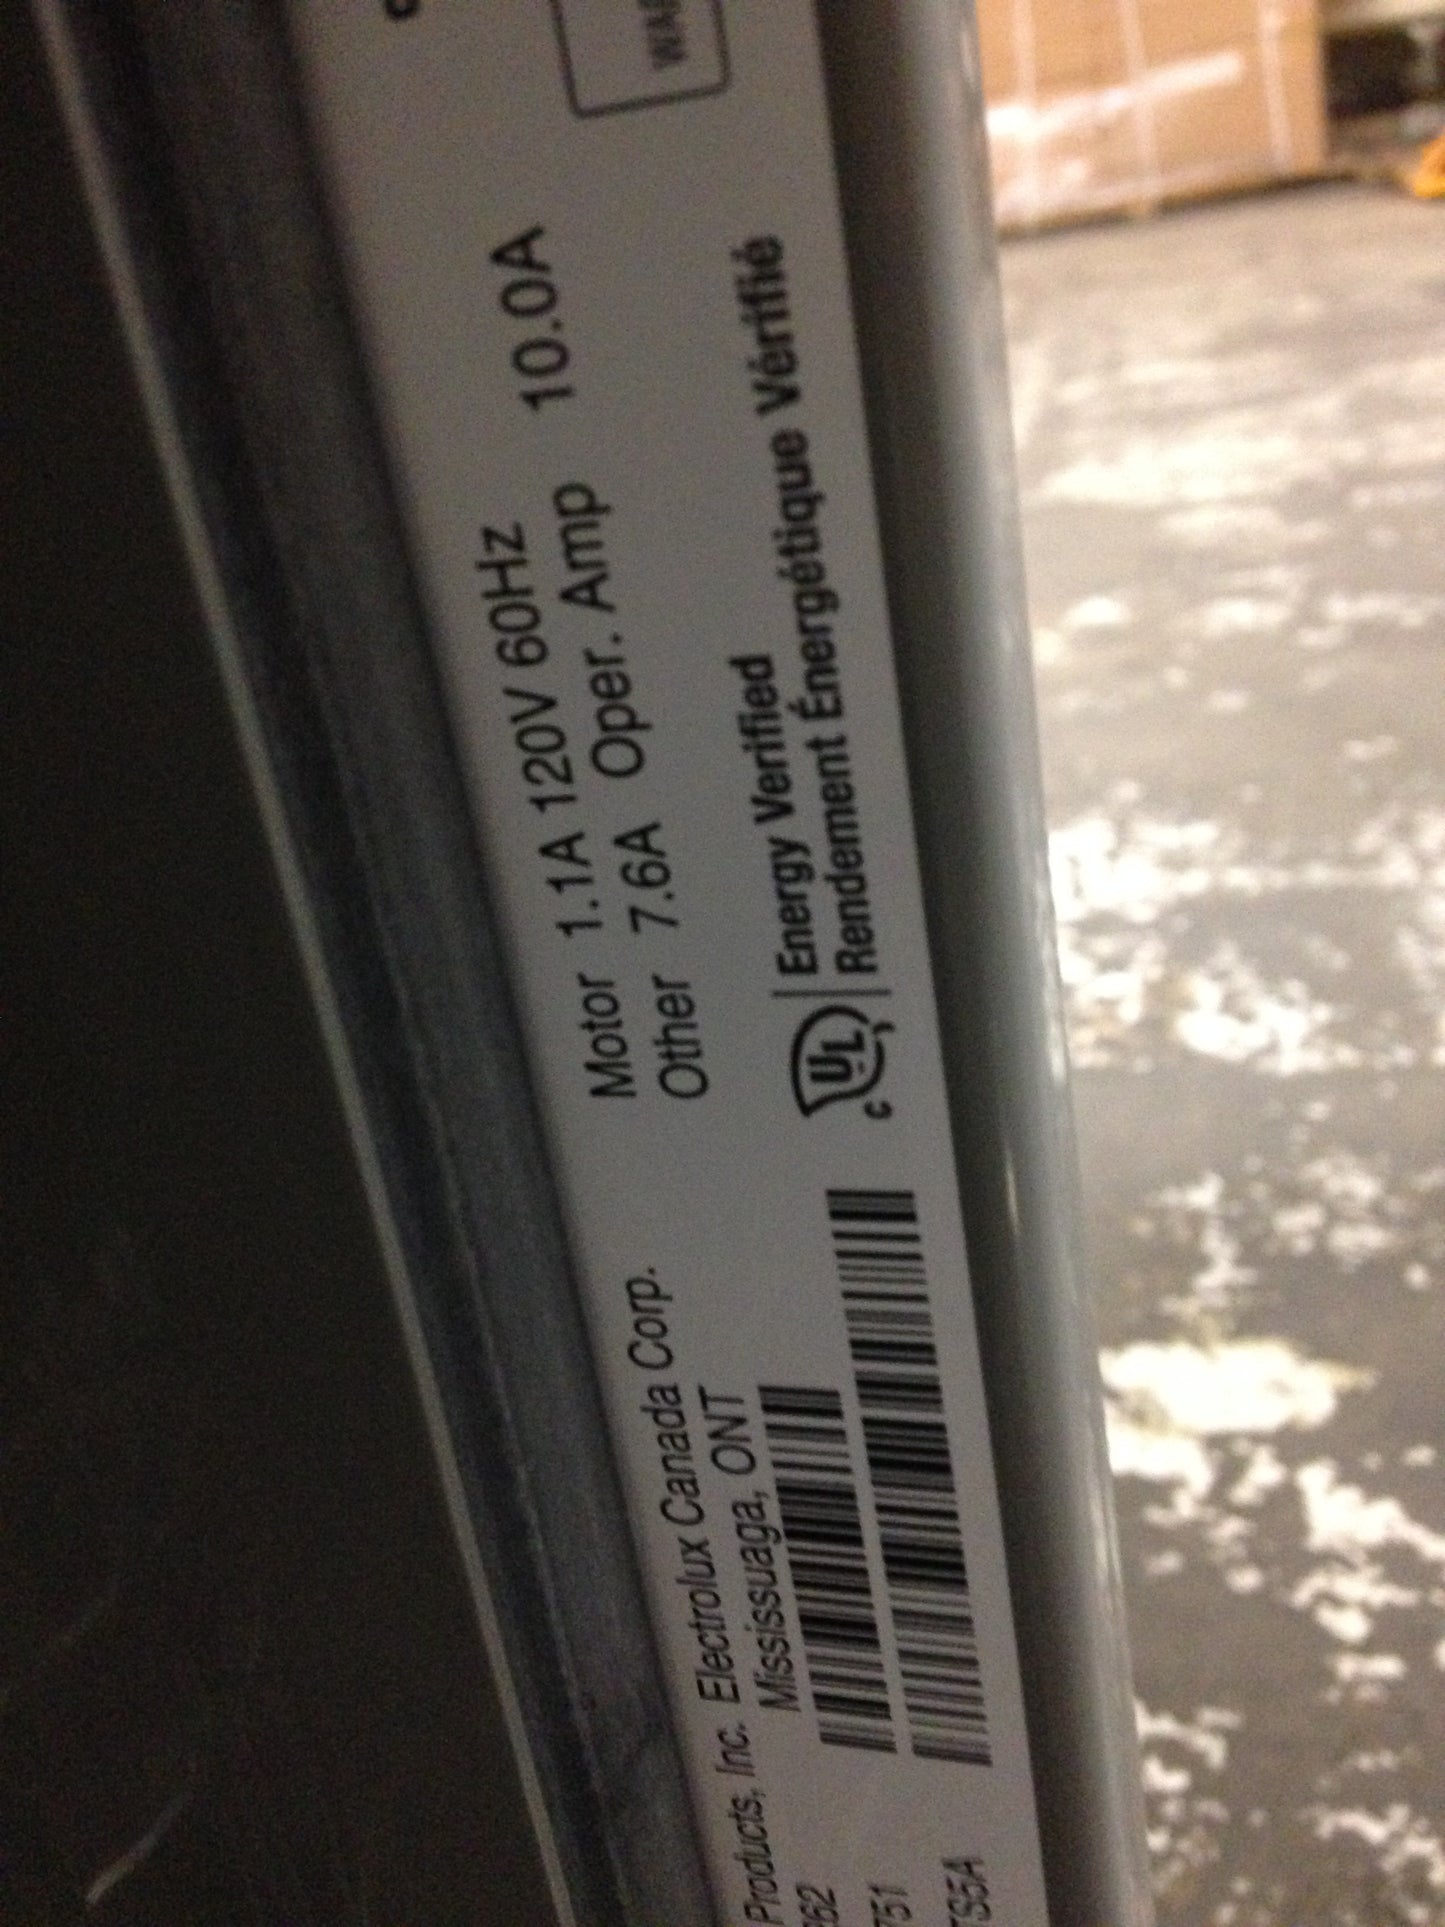 Products, Inc. Electrolux Canada Corp.
Mississuaga, ONT
Motor 1.1A 120V 60Hz
Other 7.6A Oper. Amp 10.0A
c UL Energy Verified
Rendement Énergétique Vérifié